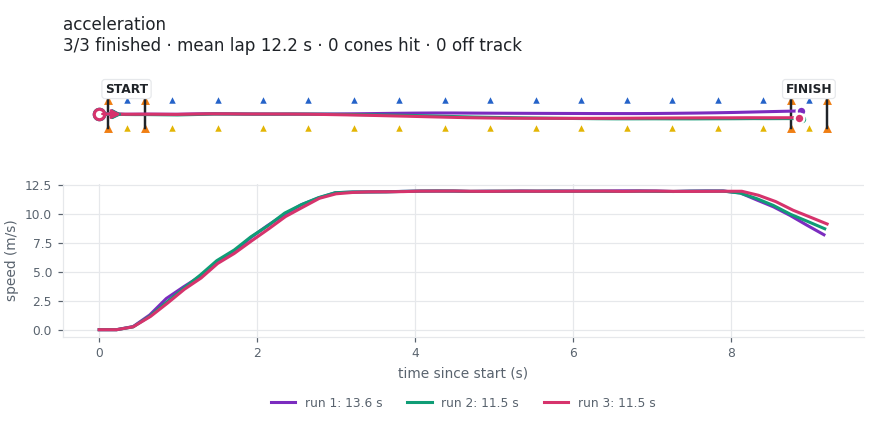 acceleration
3/3 finished · mean lap 12.2 s · 0 cones hit · 0 off track
START
FINISH
12.5
10.0
7.5
5.0
2.5
0.0
speed (m/s)
0
2
4
6
8
time since start (s)
run 1: 13.6 s
run 2: 11.5 s
run 3: 11.5 s